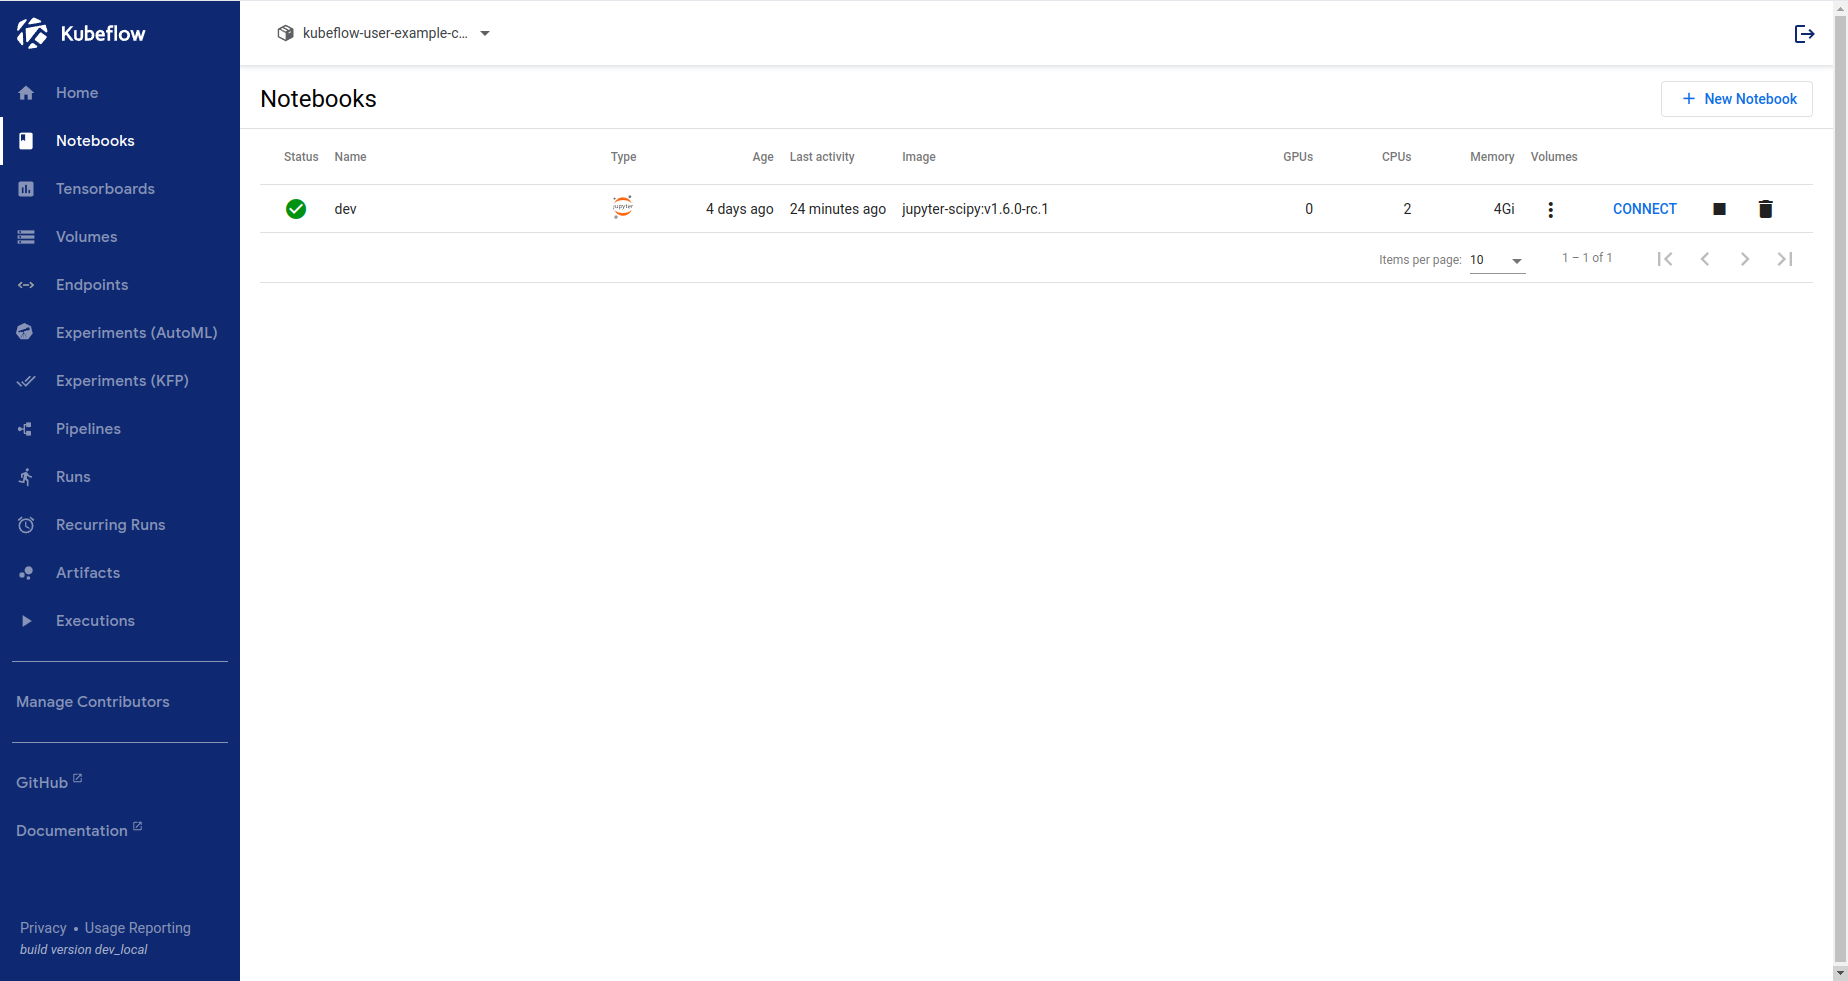 Kubeflow
kubeflow-user-example-c...
Home
Notebooks
Tensorboards
Volumes
Endpoints
Experiments (AutoML)
Experiments (KFP)
Pipelines
Runs
Recurring Runs
Artifacts
Executions
Manage Contributors
GitHub
Documentation
Privacy • Usage Reporting
build version dev_local
Notebooks
+ New Notebook
Status Name Type Age Last activity Image GPUs CPUs Memory Volumes
dev jupyter 4 days ago 24 minutes ago jupyter-scipy:v1.6.0-rc.1 0 2 4Gi CONNECT
Items per page: 10 1 – 1 of 1